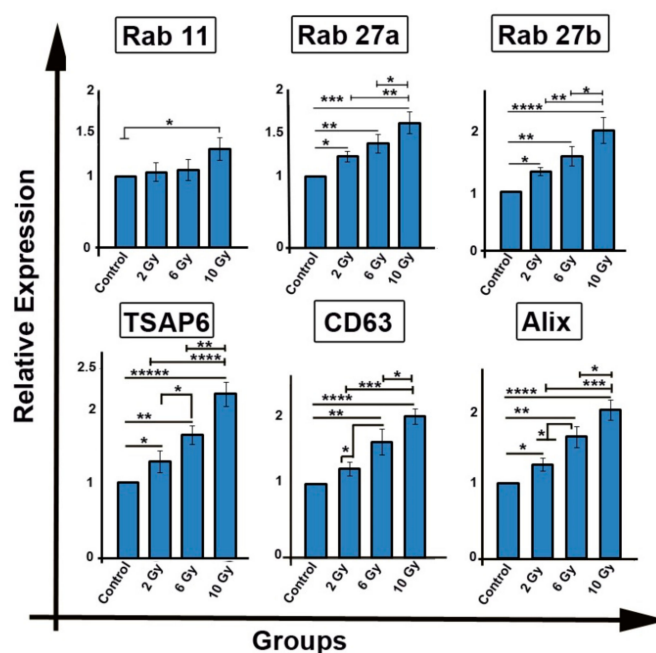 Rab 11
Rab 27a
Rab 27b
2
1.5
1
0
*
Control
2 Gy
6 Gy
10 Gy
2
1.5
1
0
*
**
***
**
*
Control
2 Gy
6 Gy
10 Gy
2
1
0
*
**
****
**
*
Control
2 Gy
6 Gy
10 Gy
TSAP6
CD63
Alix
2.5
2
1
0
**
****
*****
*
**
*
Control
2 Gy
6 Gy
10 Gy
2
1
0
*
***
****
**
*
Control
2 Gy
6 Gy
10 Gy
2
1
0
*
***
****
**
*
*
Control
2 Gy
6 Gy
10 Gy
Relative Expression
Groups